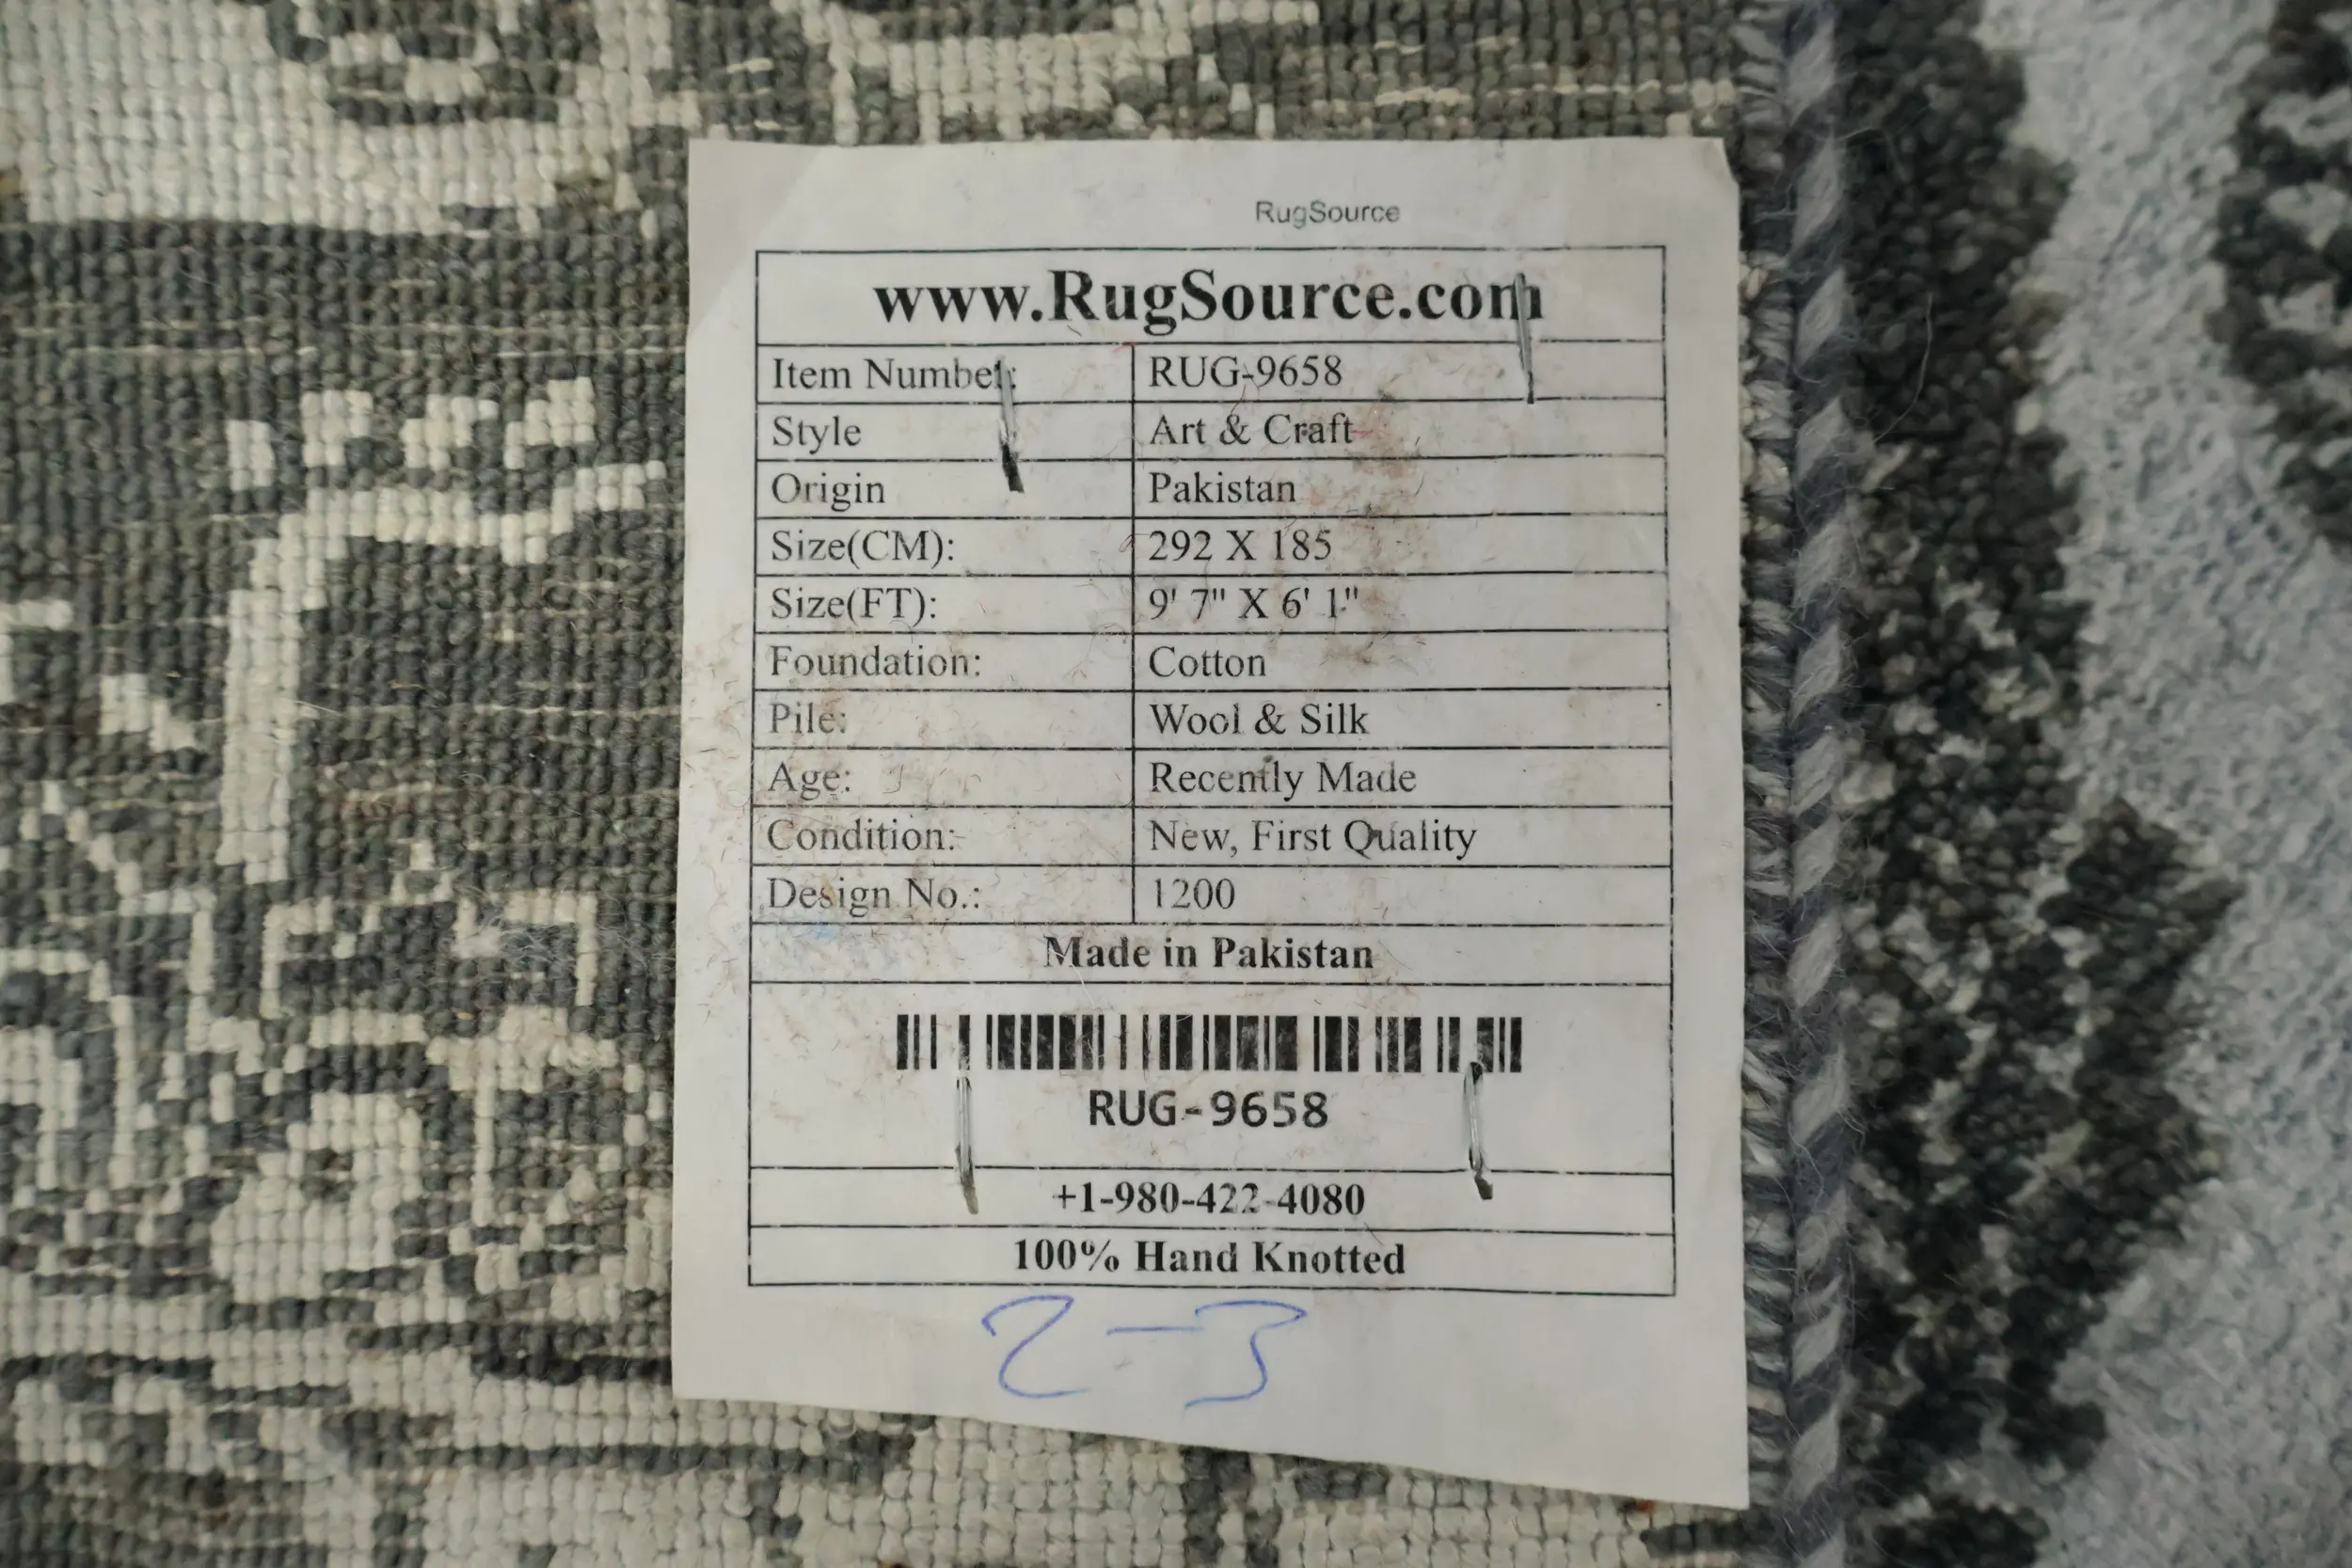 RugSource
www.RugSource.com
Item Number: RUG-9658
Style Art & Craft
Origin Pakistan
Size(CM): 292 X 185
Size(FT): 9' 7" X 6' 1"
Foundation: Cotton
Pile: Wool & Silk
Age: Recently Made
Condition: New, First Quality
Design No.: 1200
Made in Pakistan
RUG-9658
+1-980-422-4080
100% Hand Knotted
2-3